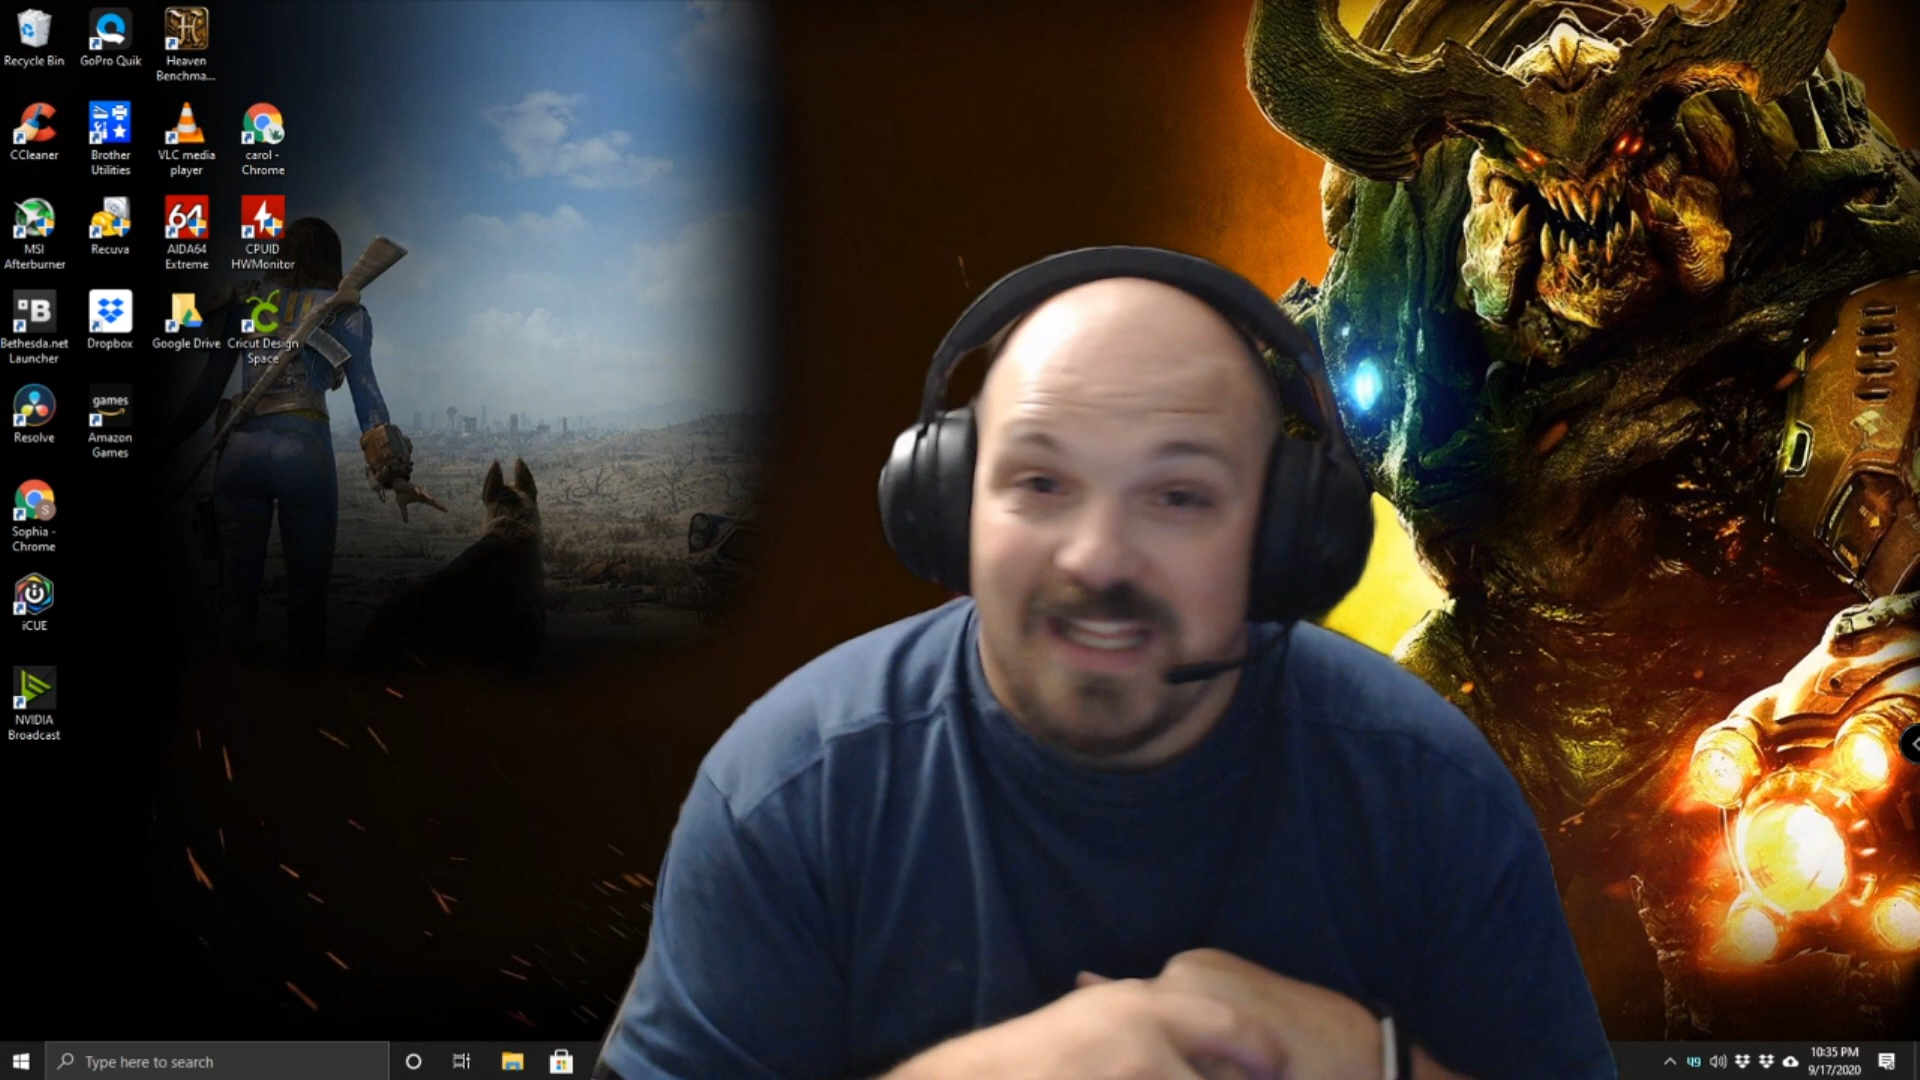 Recycle Bin
GoPro Quik
Heaven
Benchma...
CCleaner
Brother
Utilities
VLC media
player
carol -
Chrome
MSI
Afterburner
Recuva
64
AIDA64
Extreme
CPUID
HWMonitor
B
Bethesda.net
Launcher
Dropbox
Google Drive
Cricut Design
Space
Resolve
games
Amazon
Games
S
Sophia -
Chrome
iCUE
NVIDIA
Broadcast
Type here to search
49
10:35 PM
9/17/2020